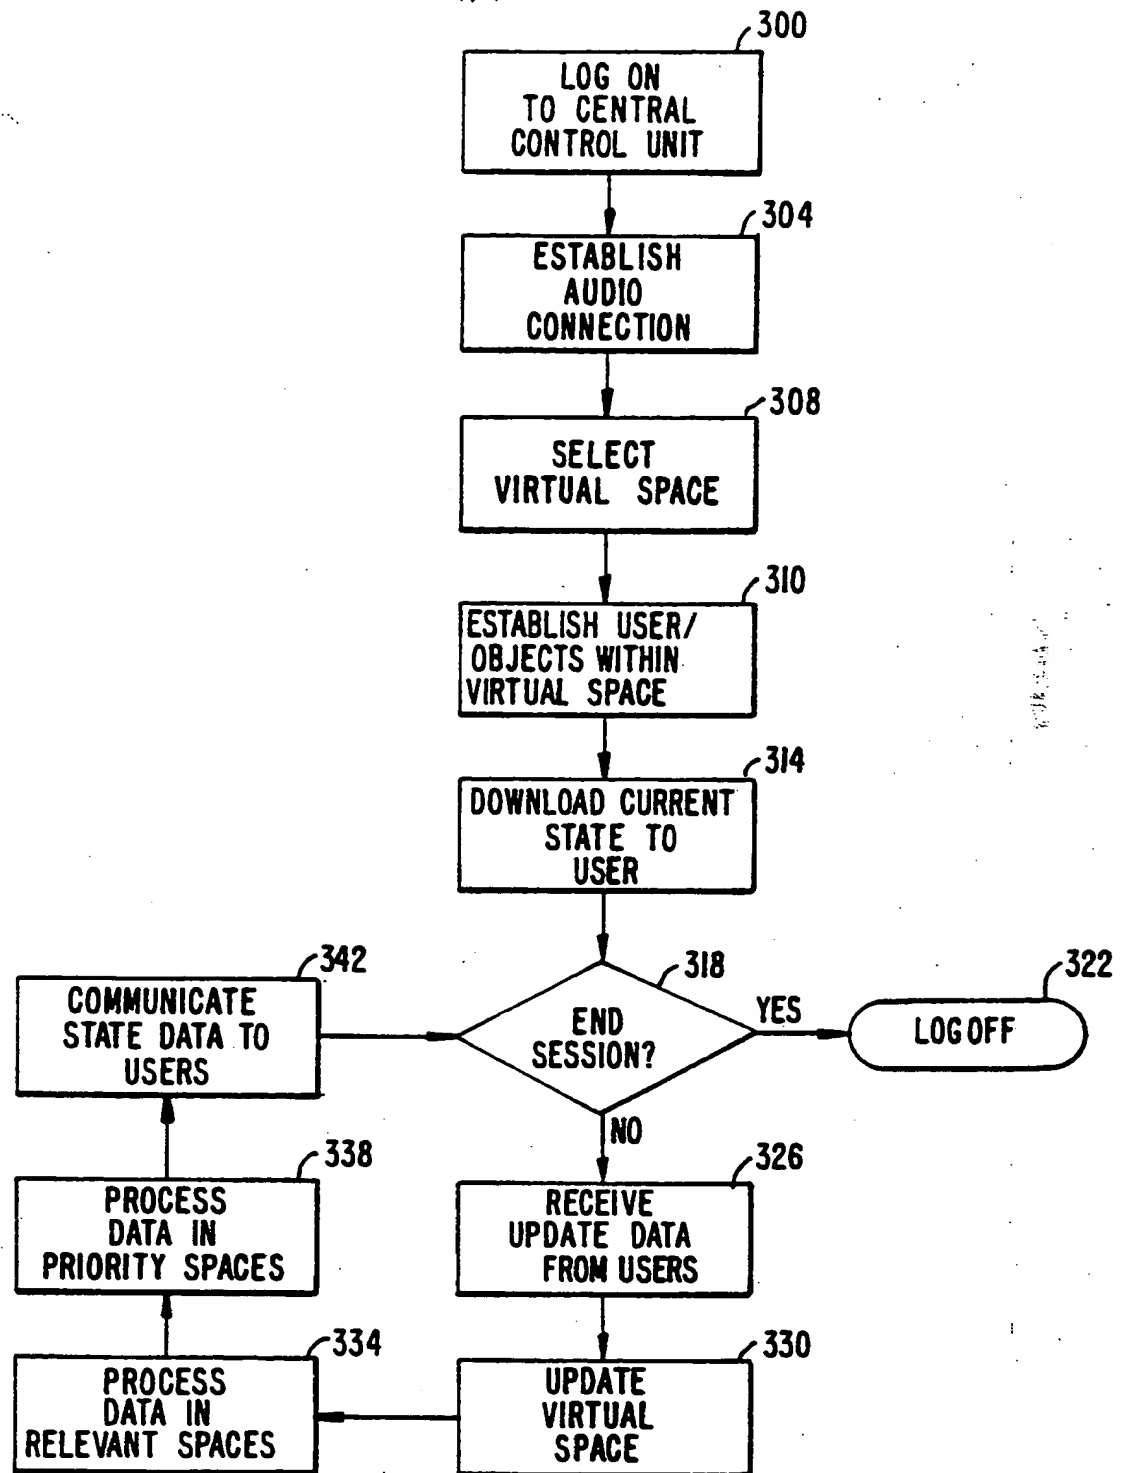 300
LOG ON
TO CENTRAL
CONTROL UNIT
304
ESTABLISH
AUDIO
CONNECTION
308
SELECT
VIRTUAL SPACE
310
ESTABLISH USER/
OBJECTS WITHIN
VIRTUAL SPACE
314
DOWNLOAD CURRENT
STATE TO
USER
318
END
SESSION?
YES
322
LOG OFF
NO
326
RECEIVE
UPDATE DATA
FROM USERS
330
UPDATE
VIRTUAL
SPACE
334
PROCESS
DATA IN
RELEVANT SPACES
338
PROCESS
DATA IN
PRIORITY SPACES
342
COMMUNICATE
STATE DATA TO
USERS